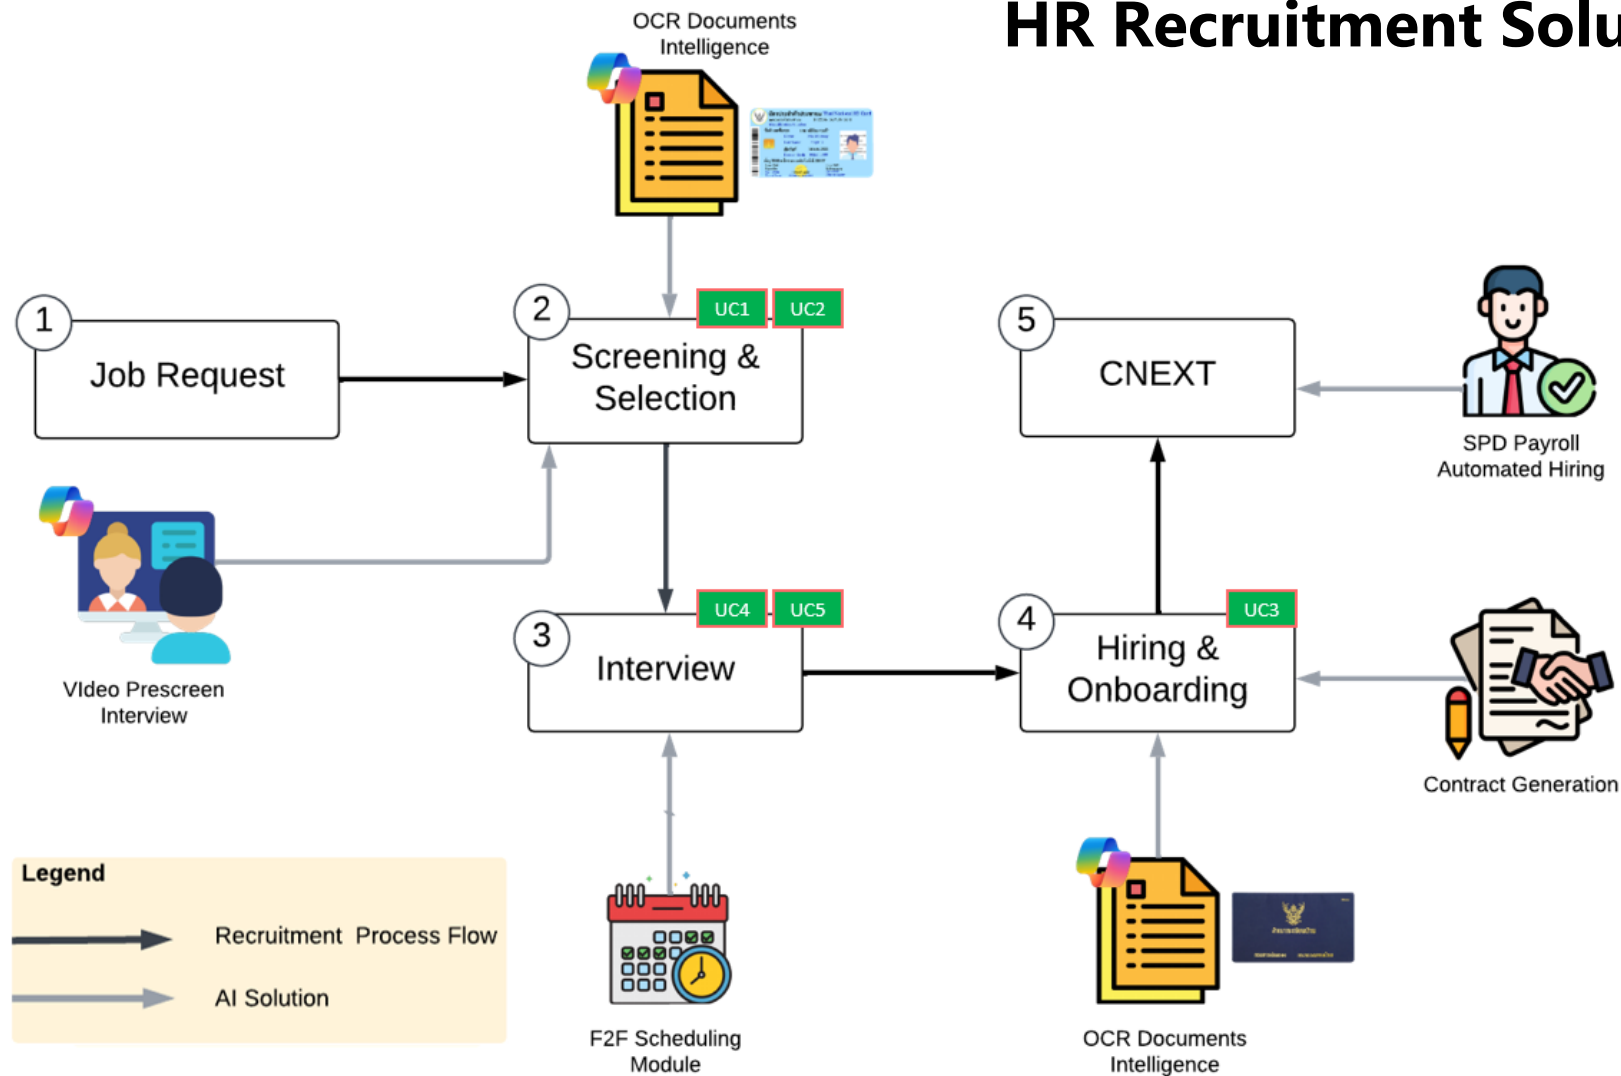 HR Recruitment Solu
OCR Documents
Intelligence
1
Job Request
2
UC1
UC2
Screening &
Selection
5
CNEXT
SPD Payroll
Automated Hiring
VIdeo Prescreen
Interview
3
UC4
UC5
Interview
4
UC3
Hiring &
Onboarding
Contract Generation
Legend
Recruitment Process Flow
AI Solution
F2F Scheduling
Module
OCR Documents
Intelligence